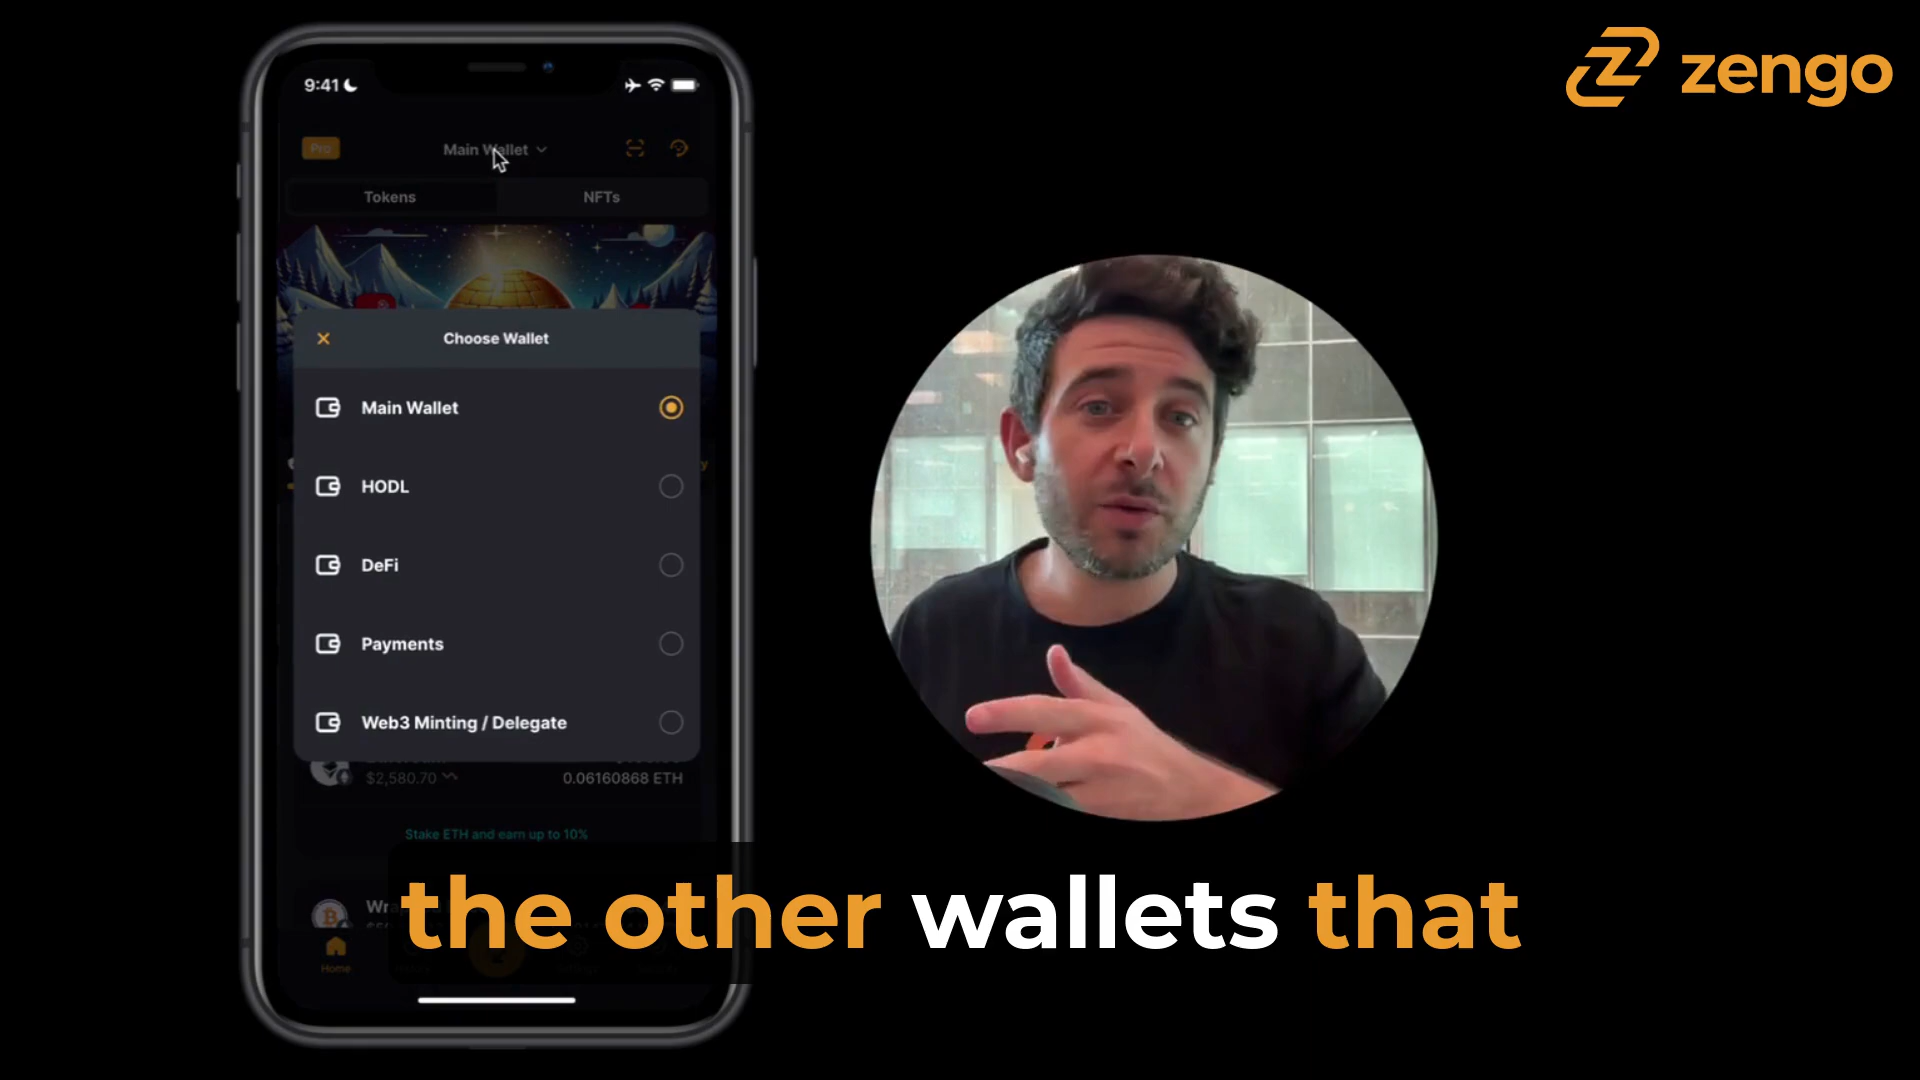 zengo
9:41
Pro
Main Wallet
Tokens
NFTs
Choose Wallet
Main Wallet
HODL
DeFi
Payments
Web3 Minting / Delegate
$2,580.70
0.06160868 ETH
Stake ETH and earn up to 10%
the other wallets that
Home